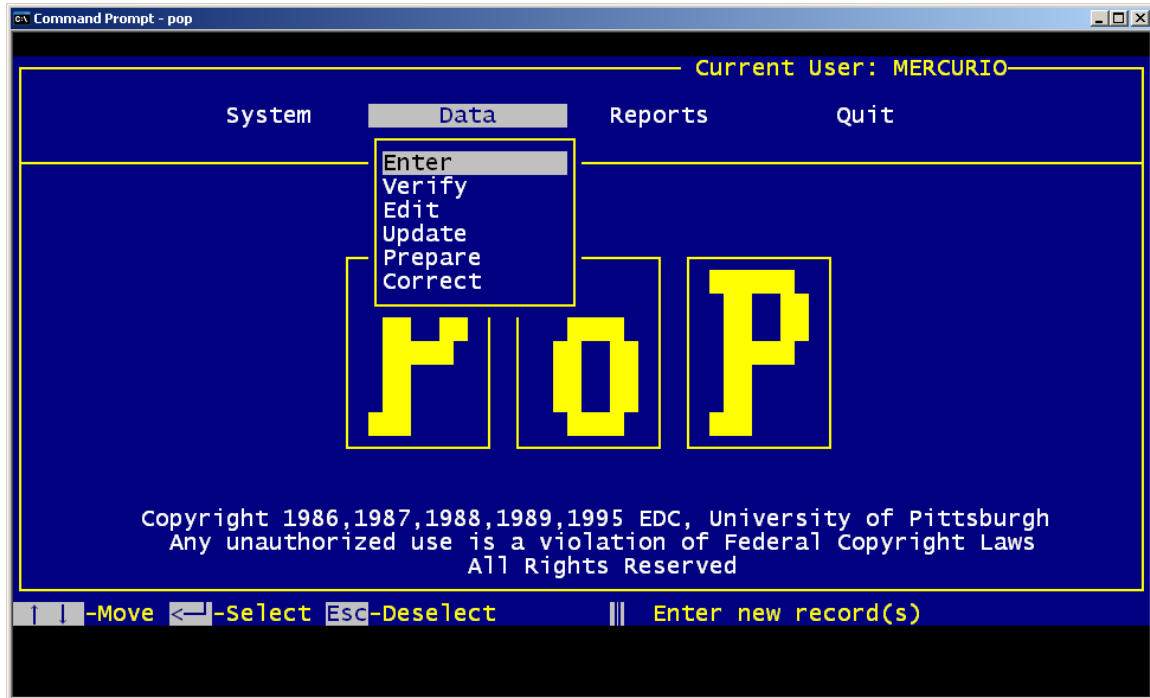 Command Prompt - pop
Current User: MERCURIO
System Data Reports Quit
Enter
Verify
Edit
Update
Prepare
Correct
o P
Copyright 1986,1987,1988,1989,1995 EDC, University of Pittsburgh
Any unauthorized use is a violation of Federal Copyright Laws
All Rights Reserved
↑ ↓ -Move <─┘-Select Esc-Deselect ║ Enter new record(s)